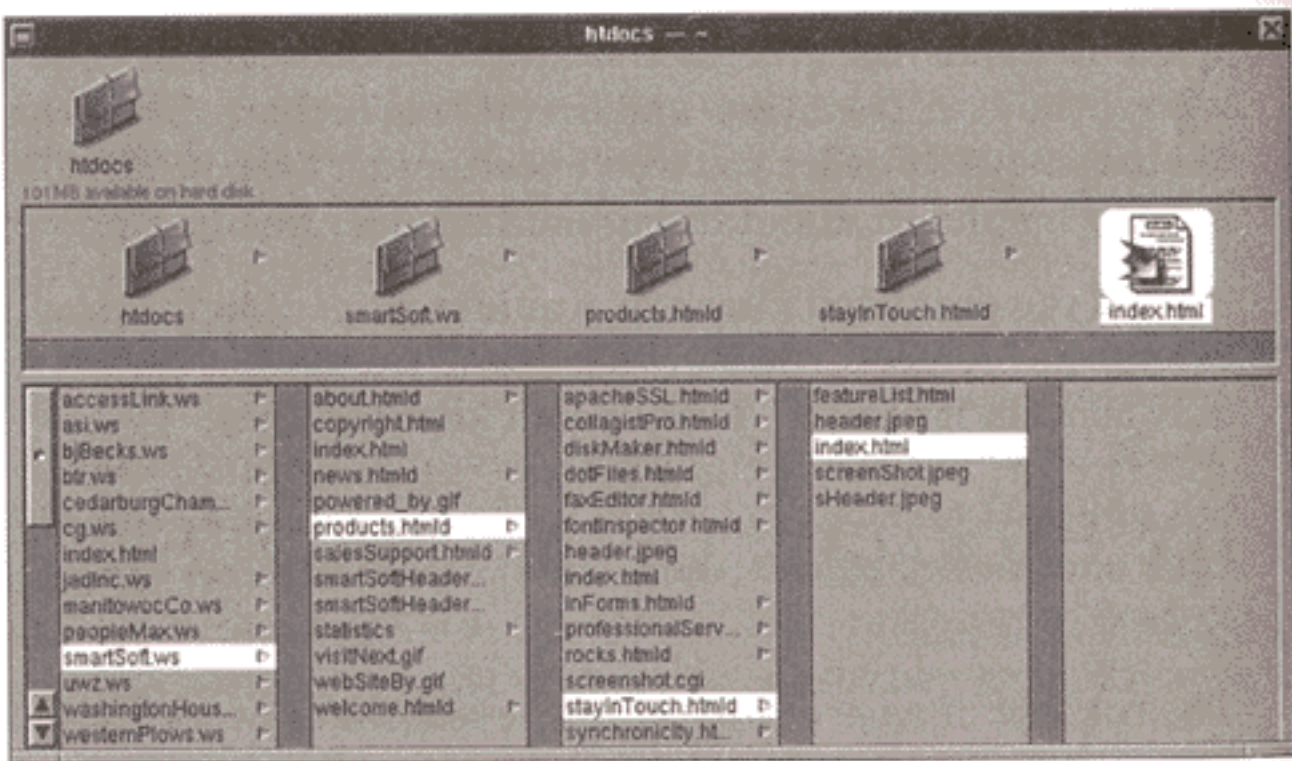 htdocs — ~
htdocs
101MB available on hard disk
htdocs
smartSoft.ws
products.htmld
stayInTouch.htmld
index.html
accessLink.ws
asi.ws
bjBecks.ws
btr.ws
cedarburgCham...
cg.ws
index.html
jedInc.ws
manitowocCo.ws
peopleMax.ws
smartSoft.ws
uwz.ws
washingtonHous...
westernPlows.ws
about.htmld
copyright.html
index.html
news.htmld
powered_by.gif
products.htmld
salesSupport.htmld
smartSoftHeader...
smartSoftHeader...
statistics
visitNext.gif
webSiteBy.gif
welcome.htmld
apacheSSL.htmld
collagistPro.htmld
diskMaker.htmld
dotFiles.htmld
faxEditor.htmld
fontInspector.htmld
header.jpeg
index.html
inForms.htmld
professionalServ...
rocks.htmld
screenshot.cgi
stayInTouch.htmld
synchronicity.ht...
featureList.html
header.jpeg
index.html
screenShot.jpeg
sHeader.jpeg